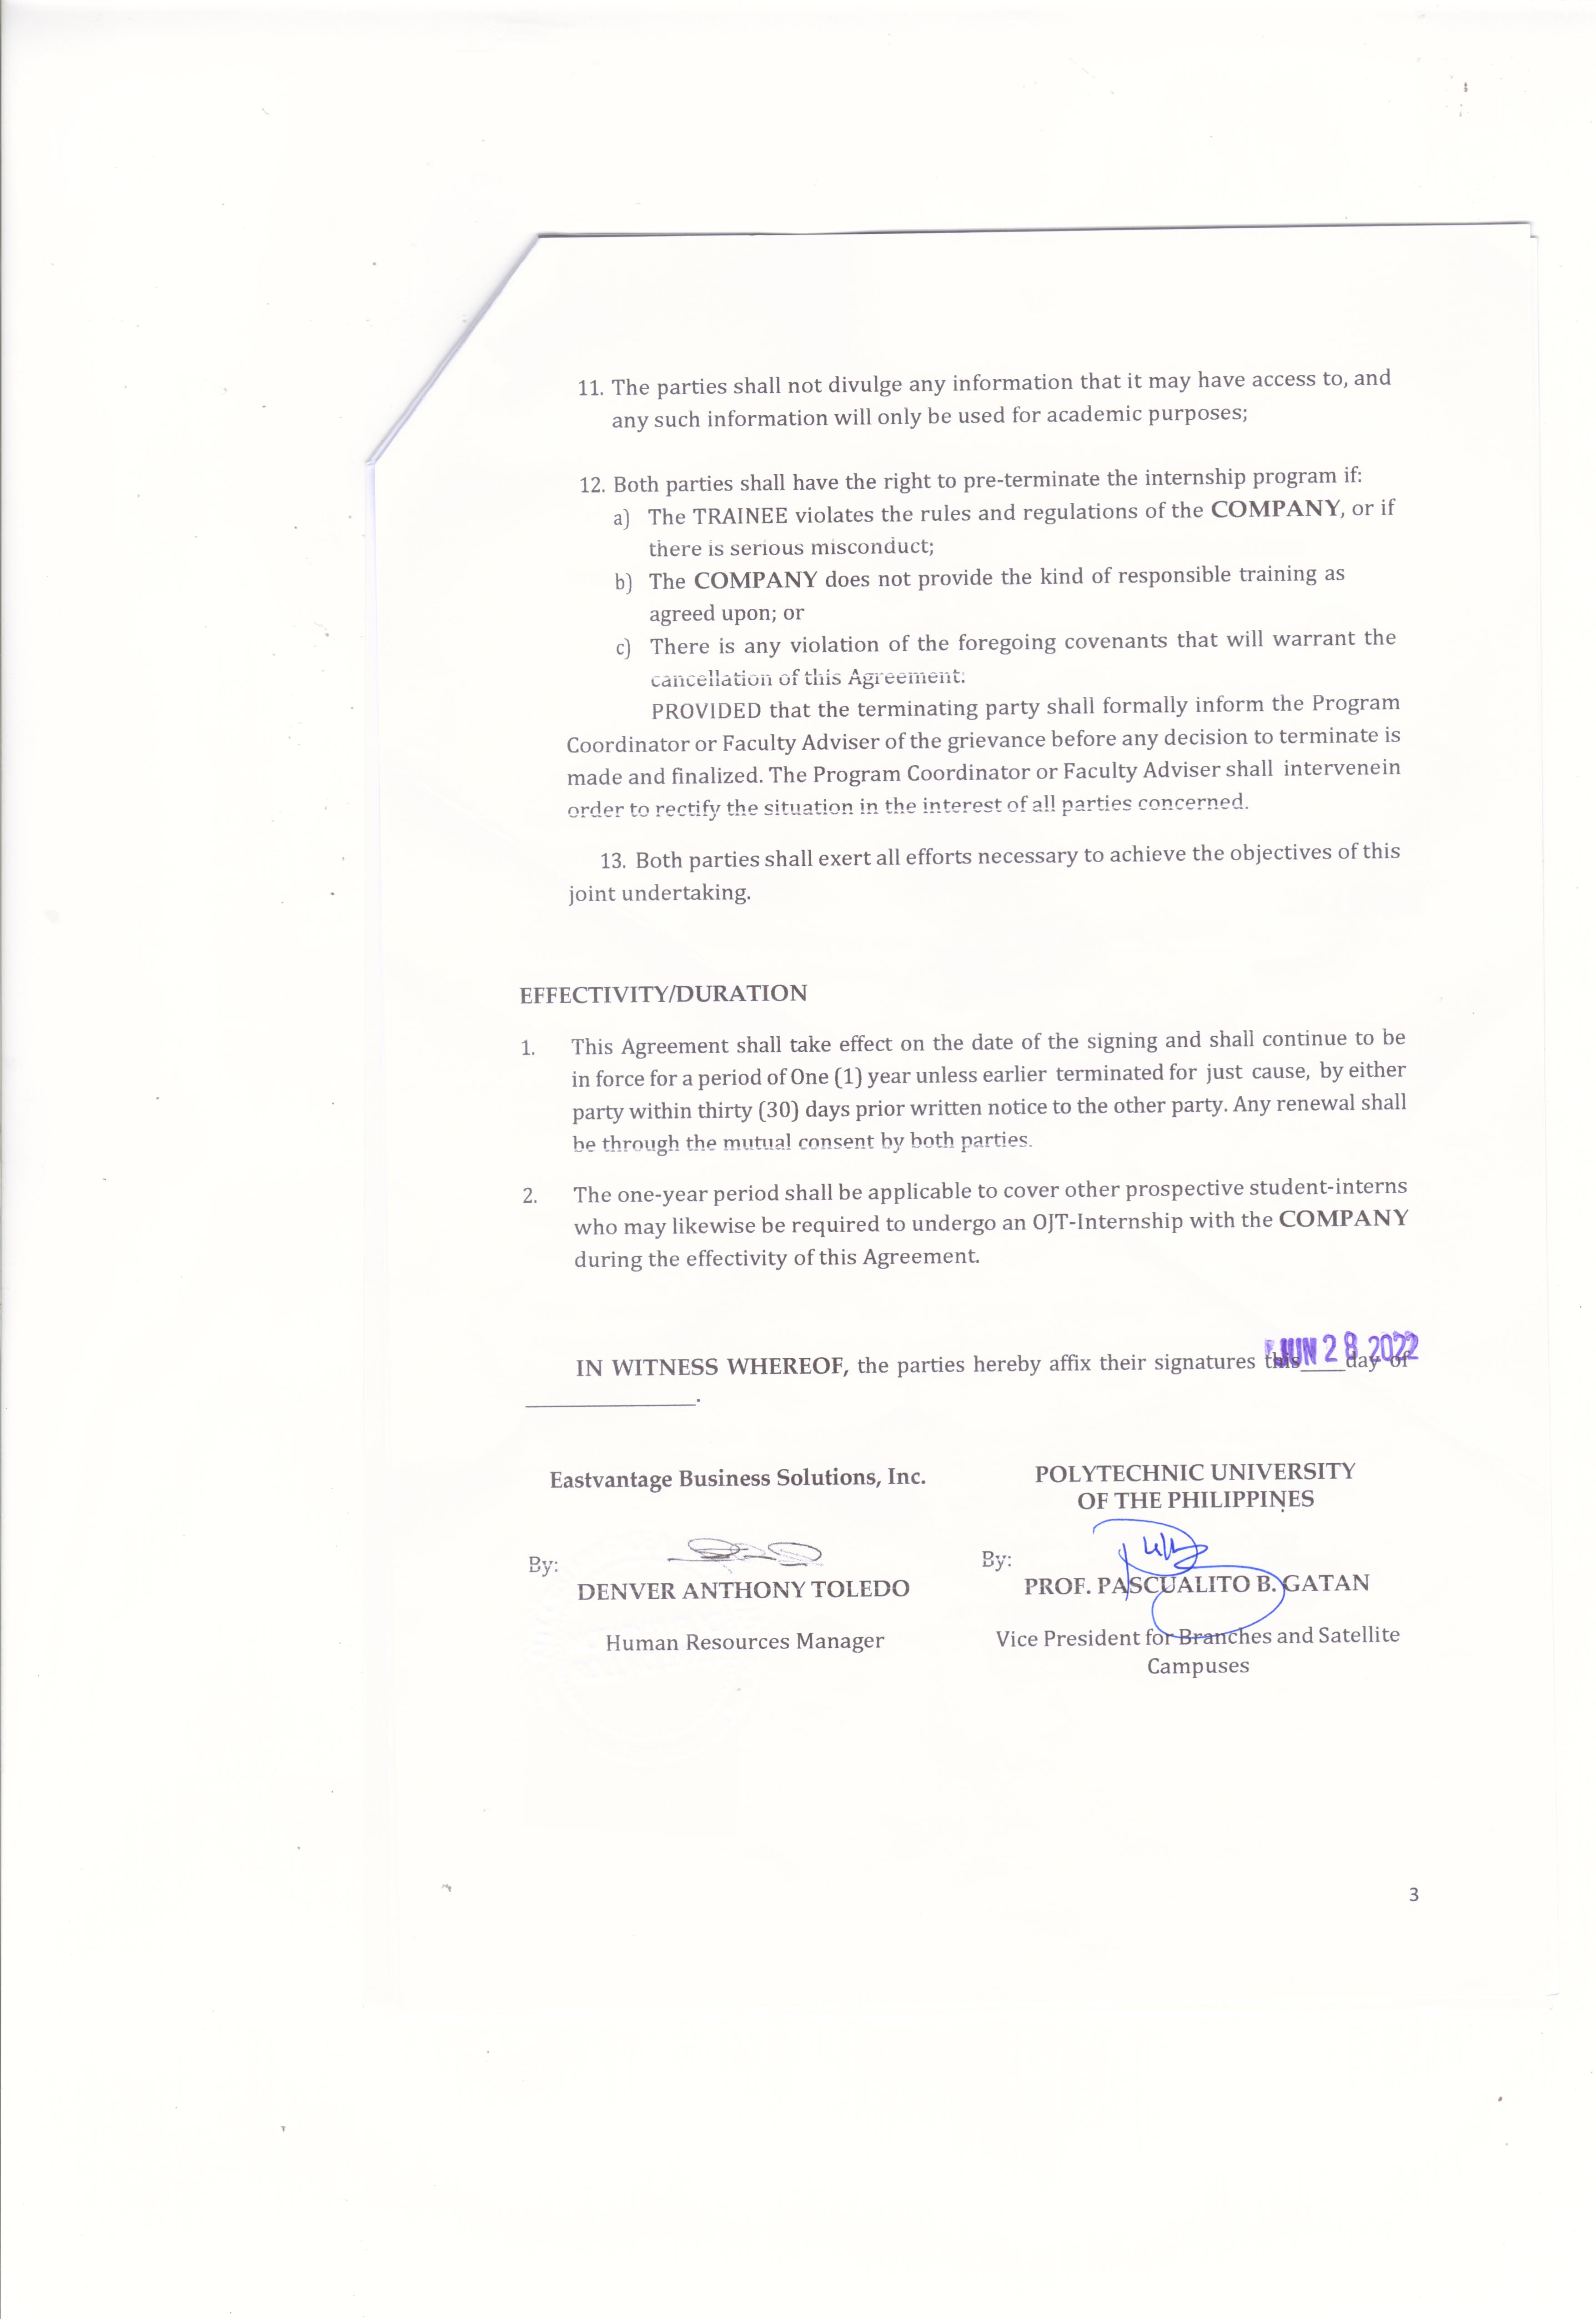 11. The parties shall not divulge any information that it may have access to, and
any such information will only be used for academic purposes;
12. Both parties shall have the right to pre-terminate the internship program if:
a) The TRAINEE violates the rules and regulations of the COMPANY, or if
there is serious misconduct;
b) The COMPANY does not provide the kind of responsible training as
agreed upon; or
c) There is any violation of the foregoing covenants that will warrant the
cancellation of this Agreement:
PROVIDED that the terminating party shall formally inform the Program
Coordinator or Faculty Adviser of the grievance before any decision to terminate is
made and finalized. The Program Coordinator or Faculty Adviser shall intervenein
order to rectify the situation in the interest of all parties concerned.
13. Both parties shall exert all efforts necessary to achieve the objectives of this
joint undertaking.
EFFECTIVITY/DURATION
1. This Agreement shall take effect on the date of the signing and shall continue to be
in force for a period of One (1) year unless earlier terminated for just cause, by either
party within thirty (30) days prior written notice to the other party. Any renewal shall
be through the mutual consent by both parties.
2. The one-year period shall be applicable to cover other prospective student-interns
who may likewise be required to undergo an OJT-Internship with the COMPANY
during the effectivity of this Agreement.
JUN 28 2022
IN WITNESS WHEREOF, the parties hereby affix their signatures this____day of
_______________.
Eastvantage Business Solutions, Inc.
By:
DENVER ANTHONY TOLEDO
Human Resources Manager
POLYTECHNIC UNIVERSITY
OF THE PHILIPPINES
By:
PROF. PASCUALITO B. GATAN
Vice President for Branches and Satellite
Campuses
3